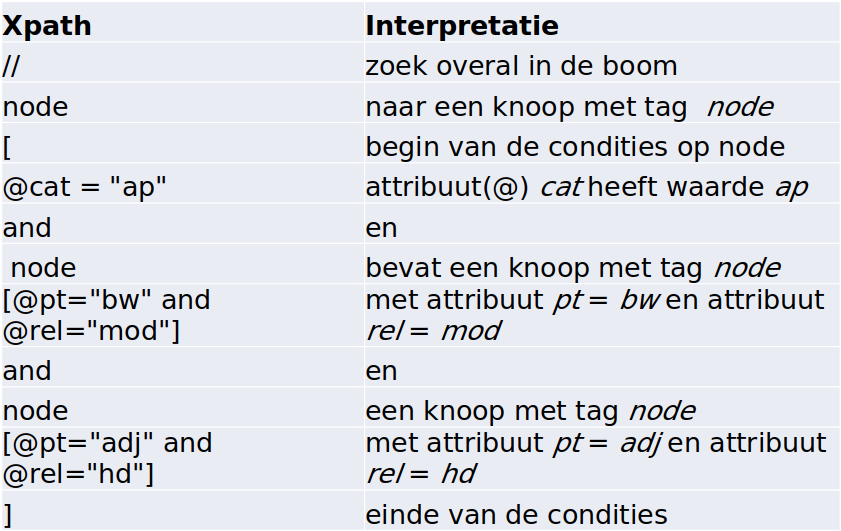 Xpath Interpretatie
// zoek overal in de boom
node naar een knoop met tag node
[ begin van de condities op node
@cat = "ap" attribuut(@) cat heeft waarde ap
and en
node bevat een knoop met tag node
[@pt="bw" and met attribuut pt = bw en attribuut
@rel="mod"] rel = mod
and en
node een knoop met tag node
[@pt="adj" and met attribuut pt = adj en attribuut
@rel="hd"] rel = hd
] einde van de condities